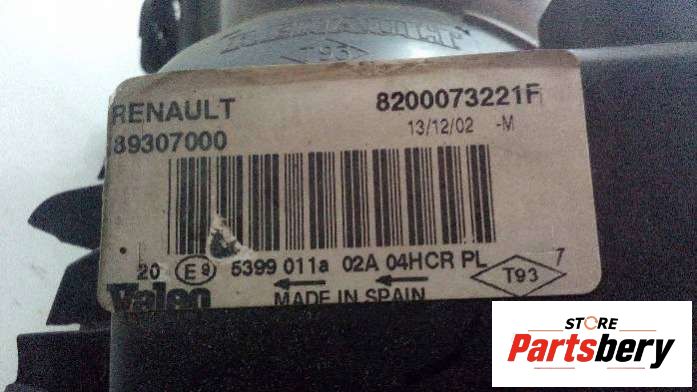 T93
RENAULT 8200073221F
89307000 13/12/02 -M
20 E9 5399 011a 02A 04HCR PL T93 7
Valeo MADE IN SPAIN
STORE
Partsbery